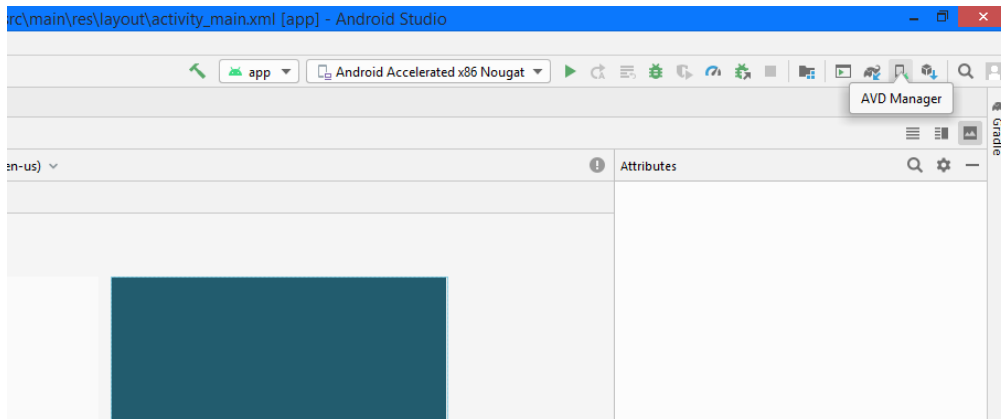 rc\main\res\layout\activity_main.xml [app] - Android Studio
app
Android Accelerated x86 Nougat
AVD Manager
Gradle
en-us)
Attributes